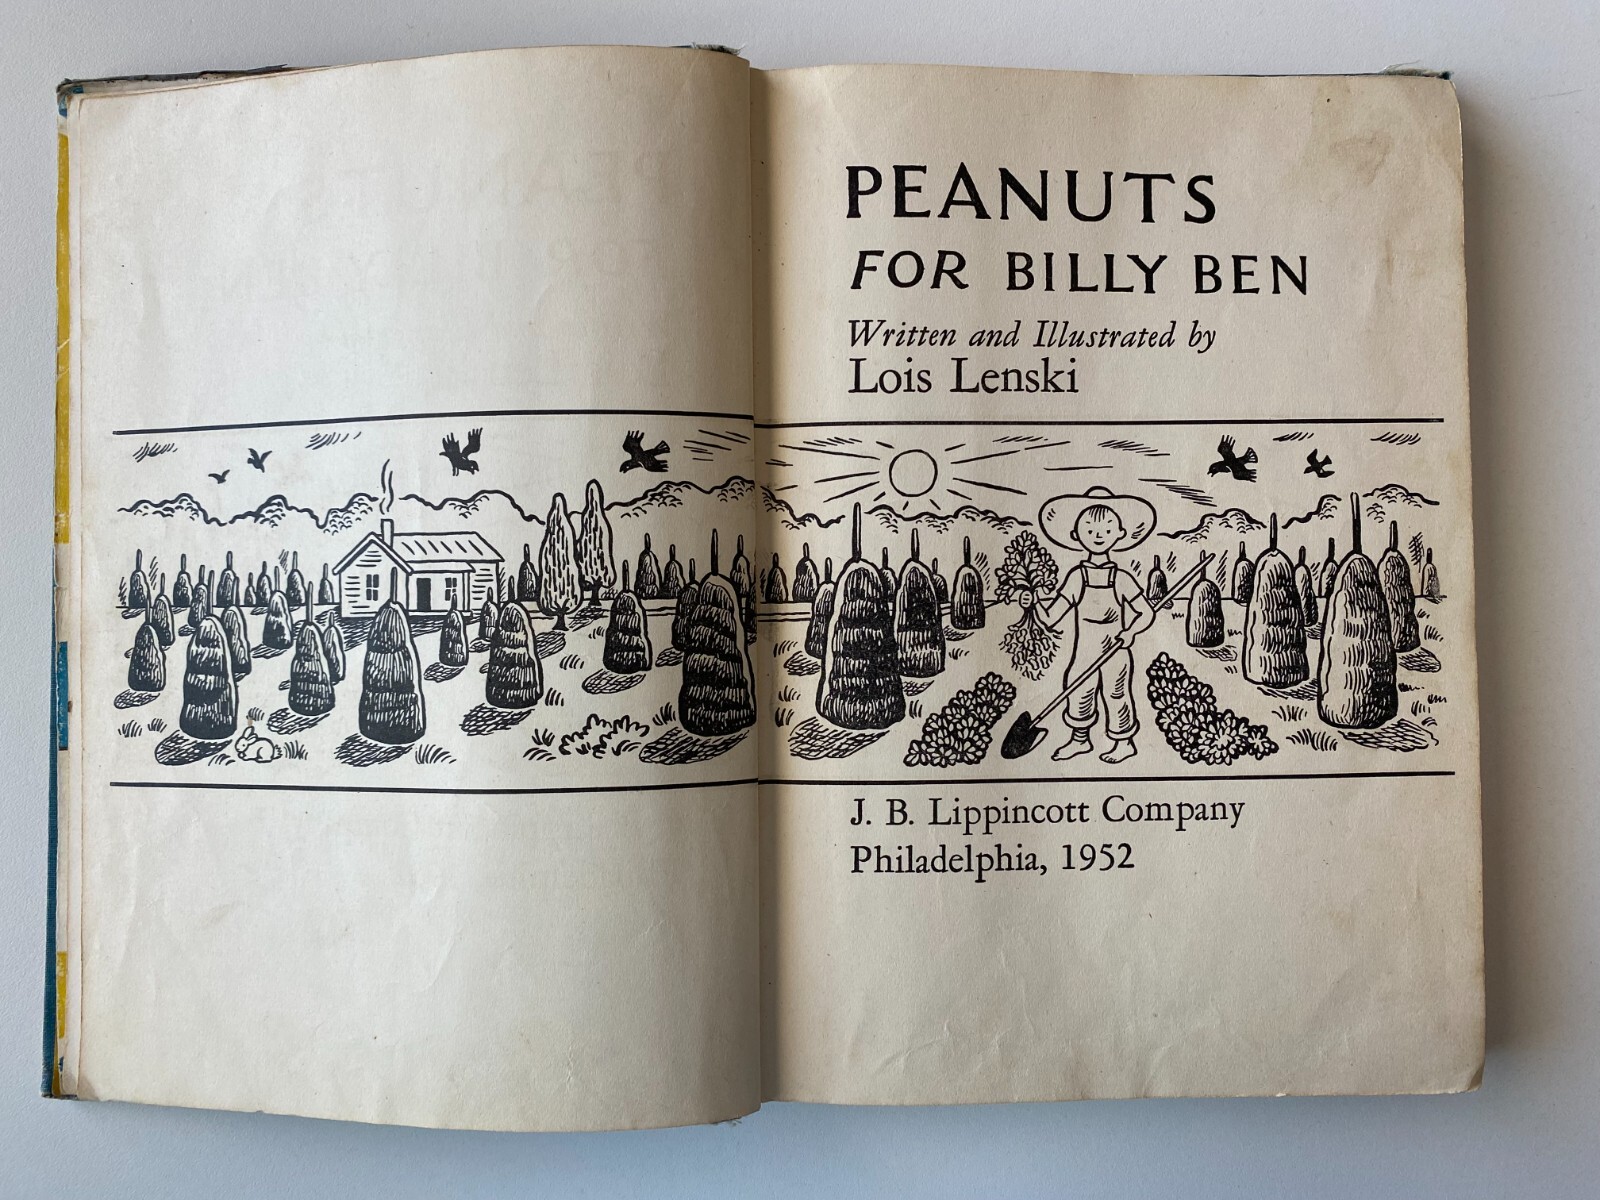 PEANUTS
FOR BILLY BEN
Written and Illustrated by
Lois Lenski
J. B. Lippincott Company
Philadelphia, 1952